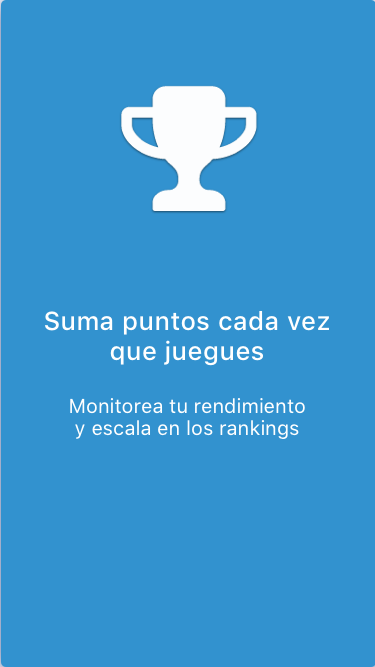 Suma puntos cada vez
que juegues
Monitorea tu rendimiento
y escala en los rankings